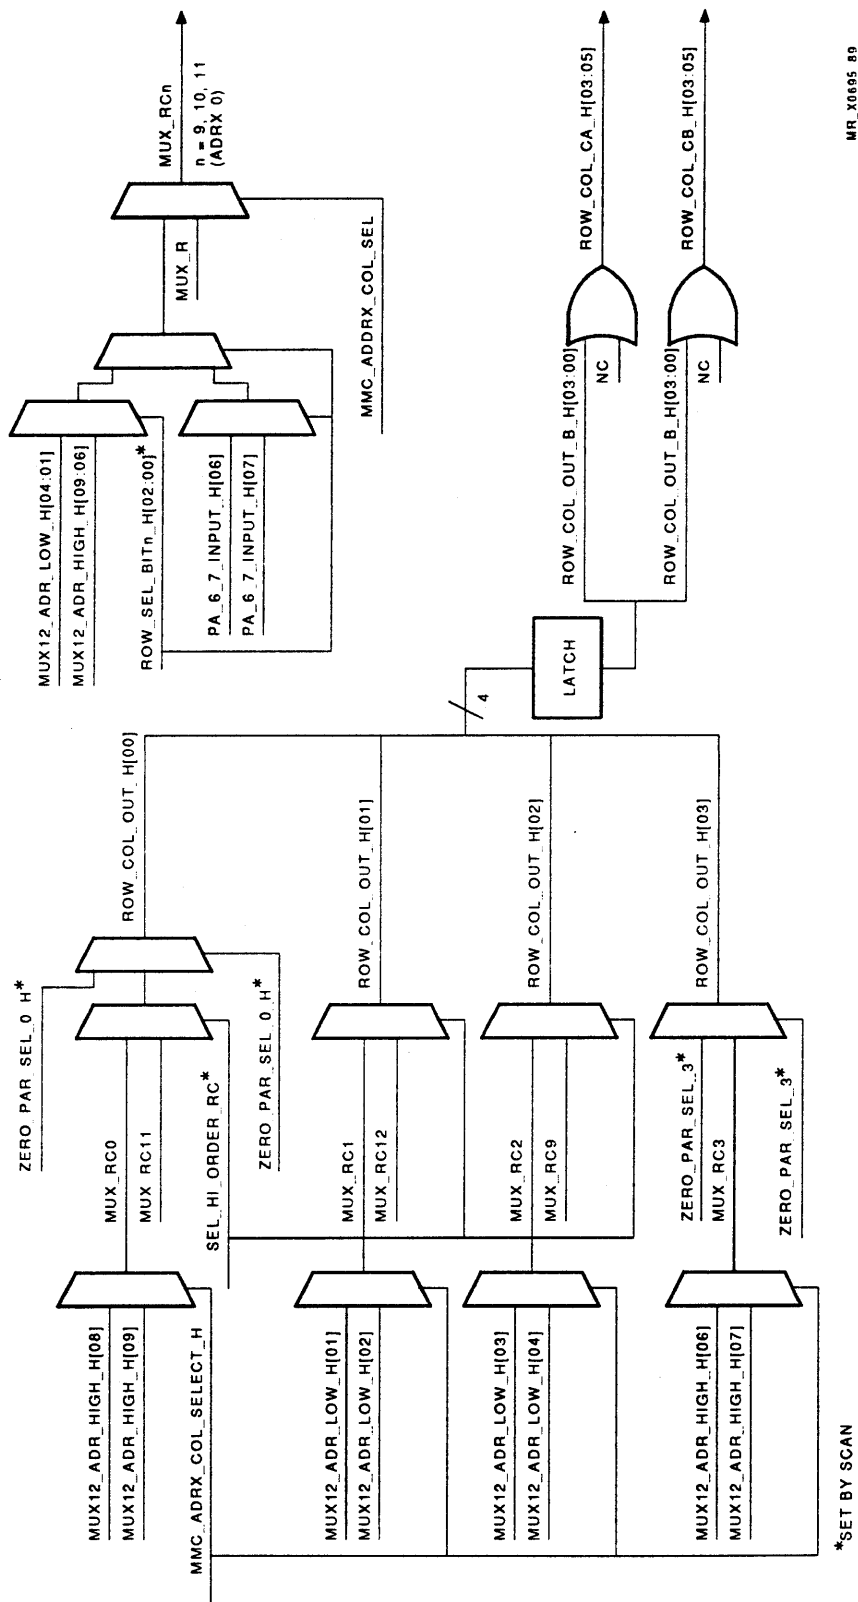 MUX12_ADR_HIGH_H[08]
MUX12_ADR_HIGH_H[09]
MMC_ADRX_COL_SELECT_H
MUX12_ADR_LOW_H[01]
MUX12_ADR_LOW_H[02]
MUX12_ADR_LOW_H[03]
MUX12_ADR_LOW_H[04]
MUX12_ADR_HIGH_H[06]
MUX12_ADR_HIGH_H[07]
*SET BY SCAN
ZERO_PAR_SEL_0_H*
MUX_RC0
MUX_RC11
SEL_HI_ORDER_RC*
ZERO_PAR_SEL_0_H*
MUX_RC1
MUX_RC12
MUX_RC2
MUX_RC9
ZERO_PAR_SEL_3*
MUX_RC3
ZERO_PAR_SEL_3*
ROW_COL_OUT_H[00]
ROW_COL_OUT_H[01]
ROW_COL_OUT_H[02]
ROW_COL_OUT_H[03]
4
LATCH
MUX12_ADR_LOW_H[04:01]
MUX12_ADR_HIGH_H[09:06]
ROW_SEL_BITn_H[02:00]*
PA_6_7_INPUT_H[06]
PA_6_7_INPUT_H[07]
MUX_R
MMC_ADDRX_COL_SEL
MUX_RCn
n = 9, 10, 11
(ADRX 0)
ROW_COL_OUT_B_H[03:00]
NC
ROW_COL_CA_H[03:05]
ROW_COL_OUT_B_H[03:00]
NC
ROW_COL_CB_H[03:05]
MR_X0695_89